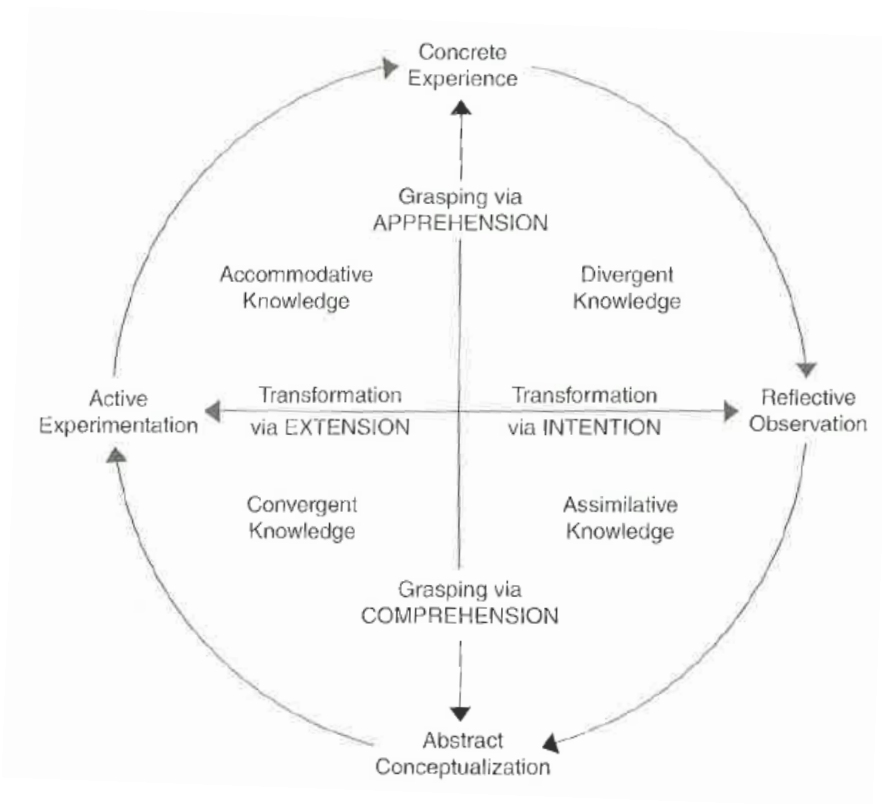 Concrete
Experience
Grasping via
APPREHENSION
Accommodative
Knowledge
Divergent
Knowledge
Active
Experimentation
Transformation
via EXTENSION
Transformation
via INTENTION
Reflective
Observation
Convergent
Knowledge
Assimilative
Knowledge
Grasping via
COMPREHENSION
Abstract
Conceptualization